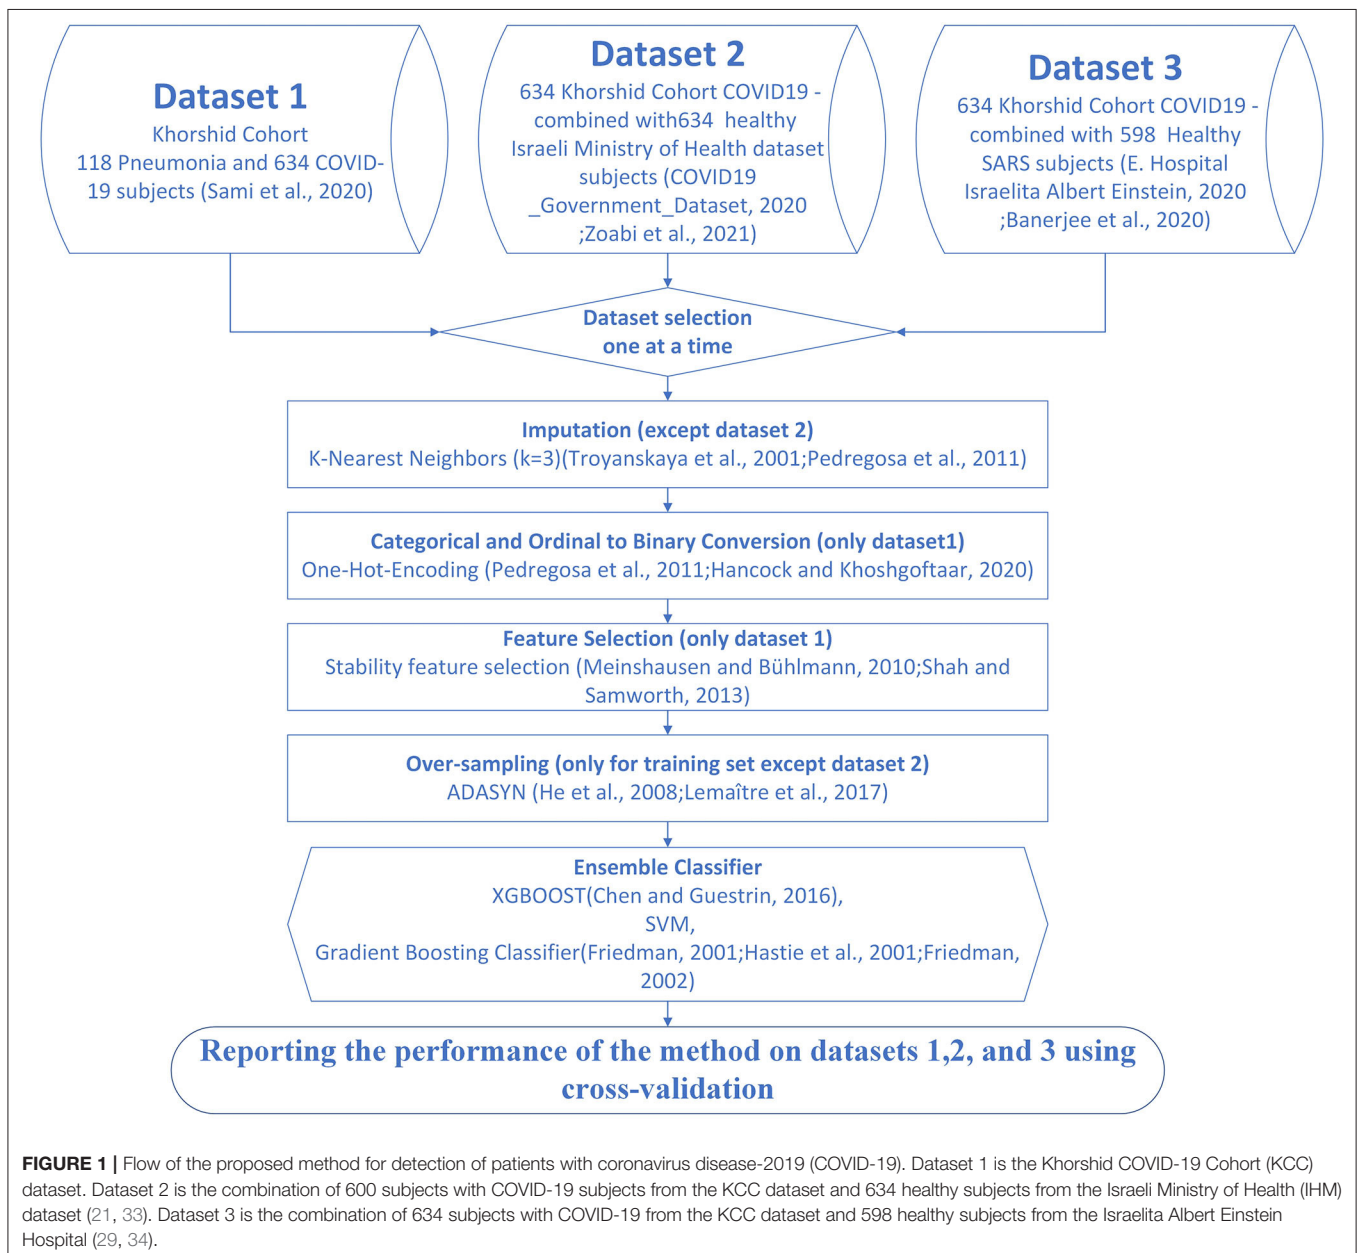 Dataset 1
Khorshid Cohort
118 Pneumonia and 634 COVID-
19 subjects (Sami et al., 2020)
Dataset 2
634 Khorshid Cohort COVID19 -
combined with634 healthy
Israeli Ministry of Health dataset
subjects (COVID19
_Government_Dataset, 2020
;Zoabi et al., 2021)
Dataset 3
634 Khorshid Cohort COVID19 -
combined with 598 Healthy
SARS subjects (E. Hospital
Israelita Albert Einstein, 2020
;Banerjee et al., 2020)
Dataset selection
one at a time
Imputation (except dataset 2)
K-Nearest Neighbors (k=3)(Troyanskaya et al., 2001;Pedregosa et al., 2011)
Categorical and Ordinal to Binary Conversion (only dataset1)
One-Hot-Encoding (Pedregosa et al., 2011;Hancock and Khoshgoftaar, 2020)
Feature Selection (only dataset 1)
Stability feature selection (Meinshausen and Bühlmann, 2010;Shah and
Samworth, 2013)
Over-sampling (only for training set except dataset 2)
ADASYN (He et al., 2008;Lemaître et al., 2017)
Ensemble Classifier
XGBOOST(Chen and Guestrin, 2016),
SVM,
Gradient Boosting Classifier(Friedman, 2001;Hastie et al., 2001;Friedman,
2002)
Reporting the performance of the method on datasets 1,2, and 3 using
cross-validation
FIGURE 1 | Flow of the proposed method for detection of patients with coronavirus disease-2019 (COVID-19). Dataset 1 is the Khorshid COVID-19 Cohort (KCC)
dataset. Dataset 2 is the combination of 600 subjects with COVID-19 subjects from the KCC dataset and 634 healthy subjects from the Israeli Ministry of Health (IHM)
dataset (21, 33). Dataset 3 is the combination of 634 subjects with COVID-19 from the KCC dataset and 598 healthy subjects from the Israelita Albert Einstein
Hospital (29, 34).